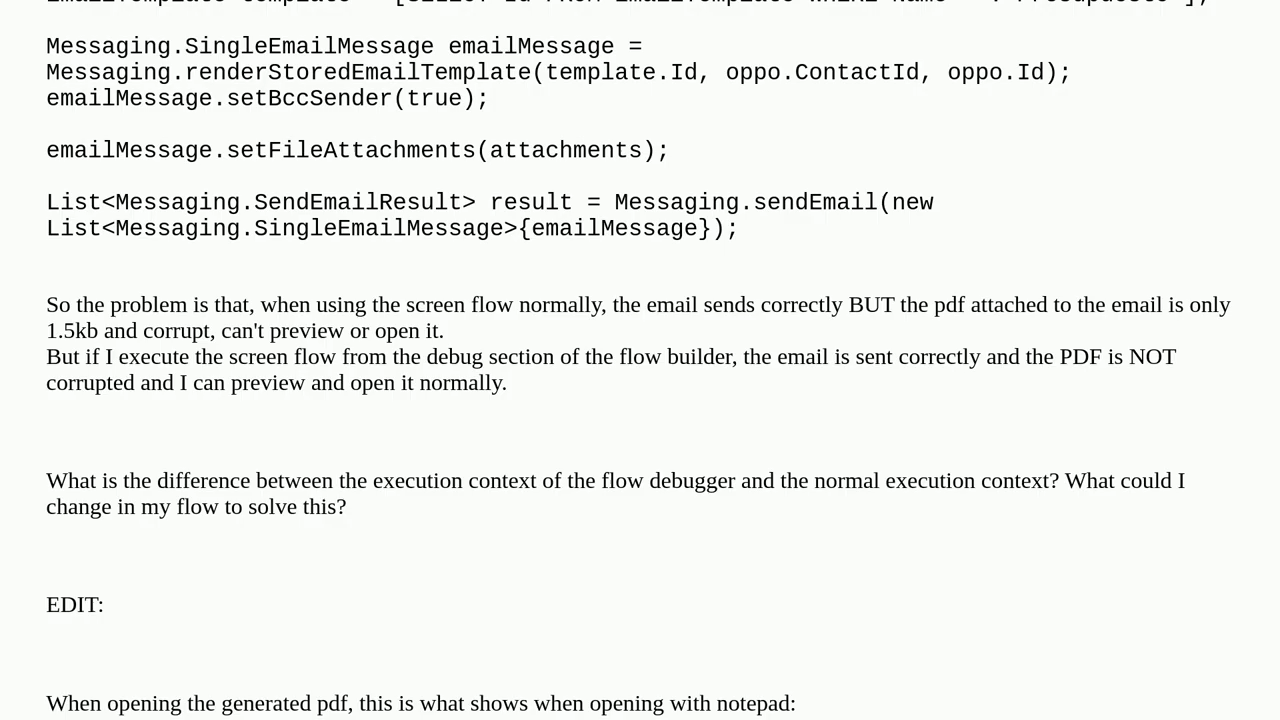 Messaging.SingleEmailMessage emailMessage =
Messaging.renderStoredEmailTemplate(template.Id, oppo.ContactId, oppo.Id);
emailMessage.setBccSender(true);
emailMessage.setFileAttachments(attachments);
List<Messaging.SendEmailResult> result = Messaging.sendEmail(new
List<Messaging.SingleEmailMessage>{emailMessage});
So the problem is that, when using the screen flow normally, the email sends correctly BUT the pdf attached to the email is only
1.5kb and corrupt, can't preview or open it.
But if I execute the screen flow from the debug section of the flow builder, the email is sent correctly and the PDF is NOT
corrupted and I can preview and open it normally.
What is the difference between the execution context of the flow debugger and the normal execution context? What could I
change in my flow to solve this?
EDIT:
When opening the generated pdf, this is what shows when opening with notepad: